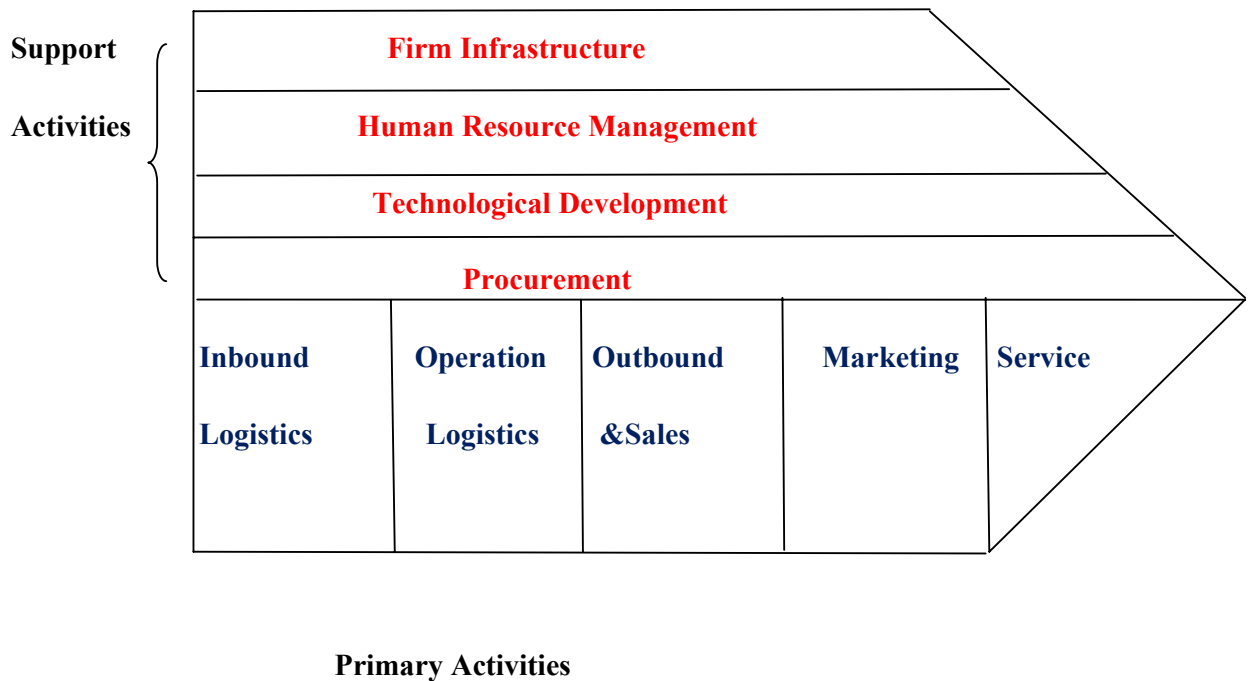 Support Firm Infrastructure
Activities Human Resource Management
Technological Development
Procurement
Inbound Operation Outbound Marketing Service
Logistics Logistics &Sales
Primary Activities